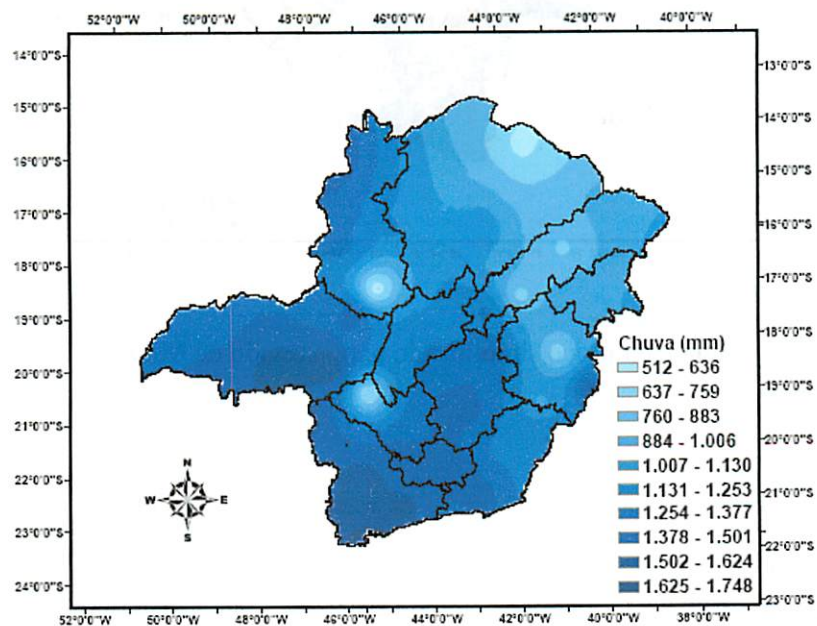 52°0'0"S 50°0'0"S 48°0'0"S 46°0'0"S 44°0'0"S 42°0'0"S
14°0'0"S
15°0'0"S
16°0'0"S
17°0'0"S
18°0'0"S
19°0'0"S
20°0'0"S
21°0'0"S
22°0'0"S
23°0'0"S
24°0'0"S
13°0'0"S
14°0'0"S
15°0'0"S
16°0'0"S
17°0'0"S
18°0'0"S
19°0'0"S
20°0'0"S
21°0'0"S
22°0'0"S
23°0'0"S
N
W E
S
Chuva (mm)
512 - 636
637 - 759
760 - 883
884 - 1.006
1.007 - 1.130
1.131 - 1.253
1.254 - 1.377
1.378 - 1.501
1.502 - 1.624
1.625 - 1.748
52°0'0"S 50°0'0"S 48°0'0"S 46°0'0"S 44°0'0"S 42°0'0"S 40°0'0"S